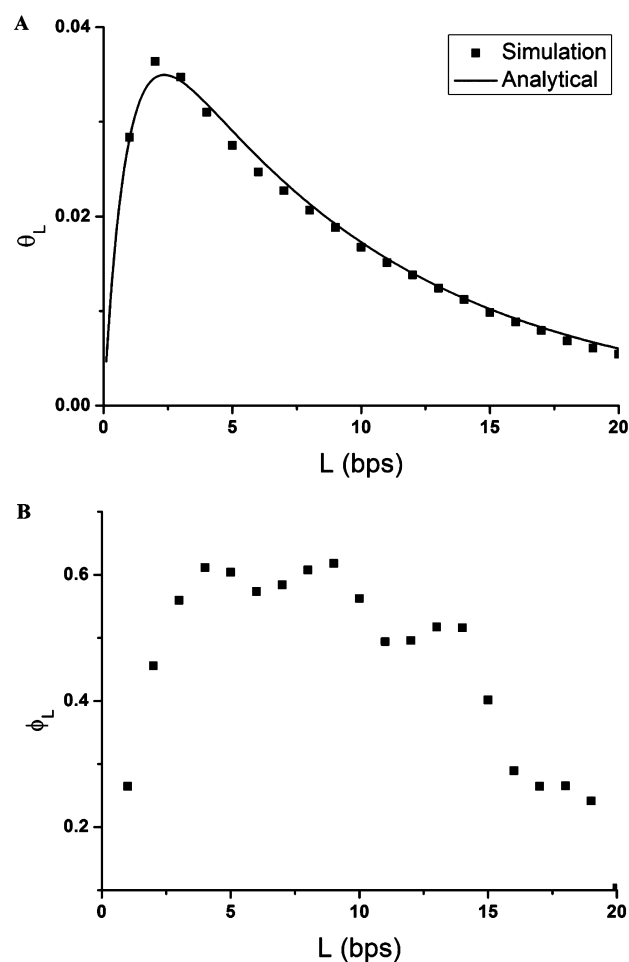 A
0.04
Simulation
Analytical
0.02
θL
0.00
0 5 10 15 20
L (bps)
B
0.6
0.4
ϕL
0.2
0 5 10 15 20
L (bps)